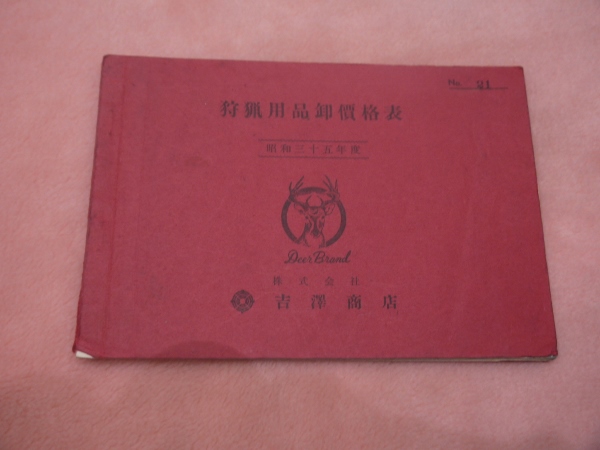 No. 21
狩猟用品卸價格表
昭和三十五年度
Deer Brand
株式会社
吉澤商店